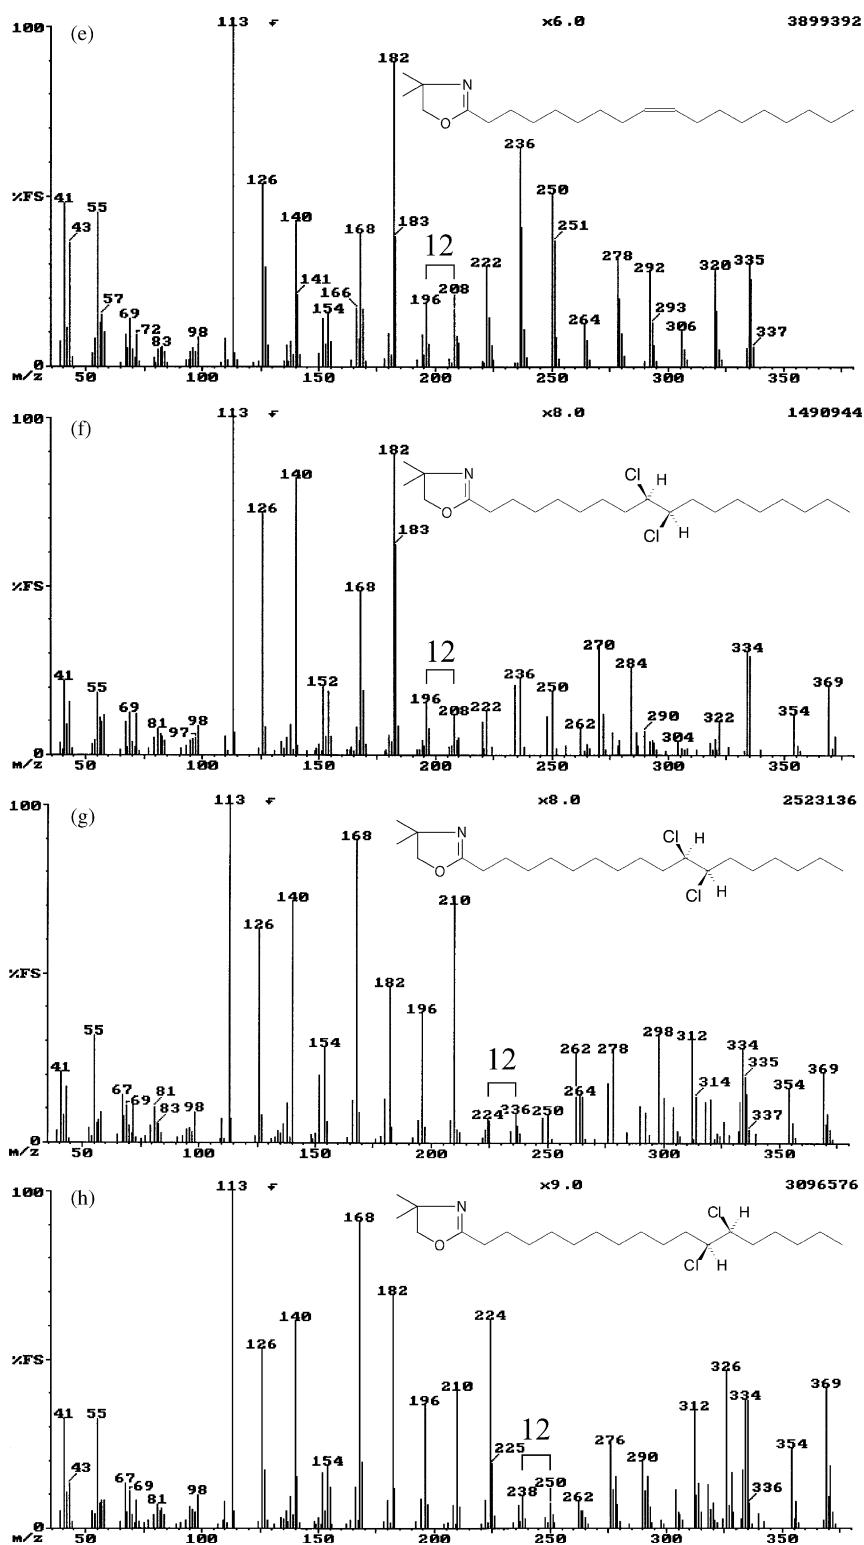 100 (e) 113 x6.0 3899392
182
N
O
236
%FS 41 55 126 250
43 140 168 183 12 251
57 141 166 154 196 208 222 278 292 320 335
69 -72 83 98 264 293 306 337
0
m/z 50 100 150 200 250 300 350
100 (f) 113 x8.0 1490944
182
140 N Cl H
126 O
183 Cl H
%FS 168
12 270 284 334
41 55 152 196 208 222 236 250 369
69 81 97- 98 262 290 304 322 354
0
m/z 50 100 150 200 250 300 350
100 (g) 113 x8.0 2523136
168 N Cl H
O
140 210 Cl H
126
%FS 182 196
55 154 12 262 278 298 312 334 335
41 67 -69 81 83 98 224 236 250 264 314 337 354 369
0
m/z 50 100 150 200 250 300 350
100 (h) 113 x9.0 3096576
168 N Cl H
O
182 Cl H
140 224
126
%FS 196 210 326 334 369
41 55 154 225 12 276 290 312 354
43 67 -69 81 98 238 250 262 336
0
m/z 50 100 150 200 250 300 350